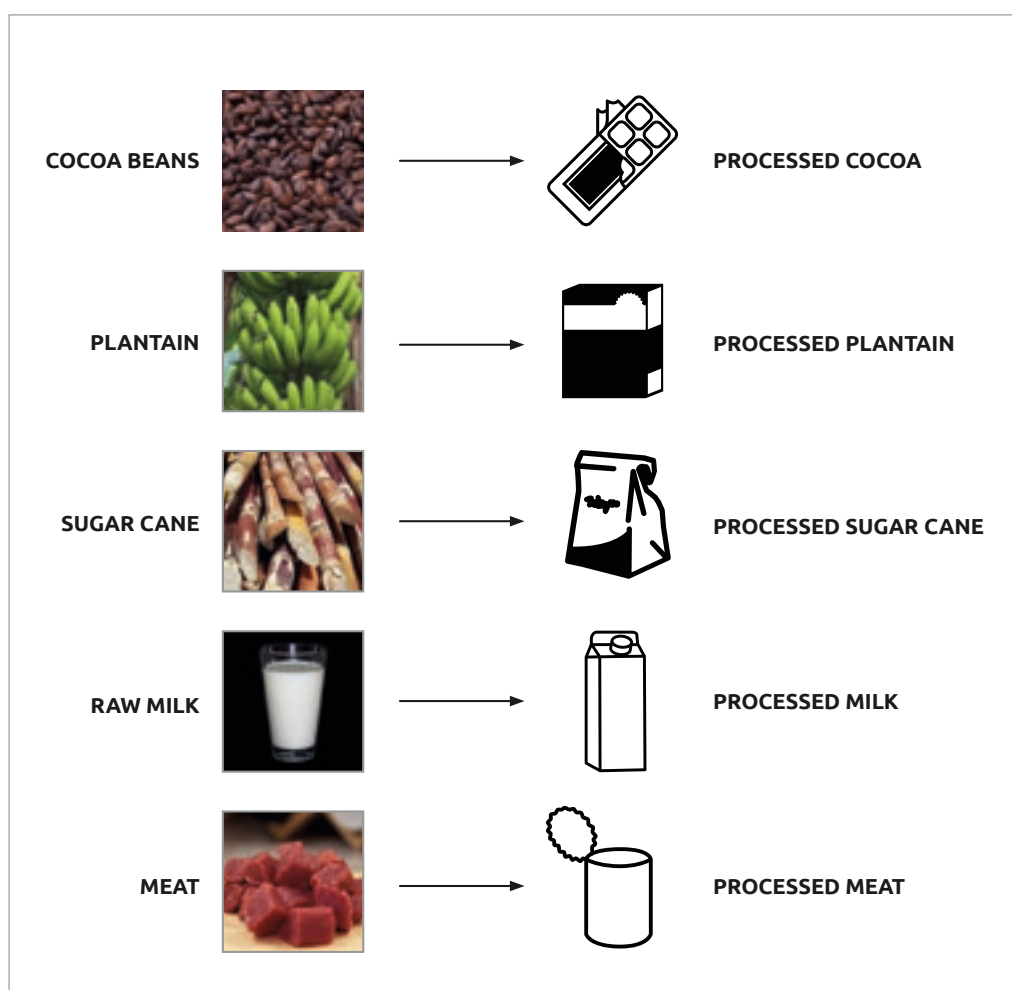 COCOA BEANS
PROCESSED COCOA
PLANTAIN
PROCESSED PLANTAIN
SUGAR CANE
PROCESSED SUGAR CANE
RAW MILK
PROCESSED MILK
MEAT
PROCESSED MEAT